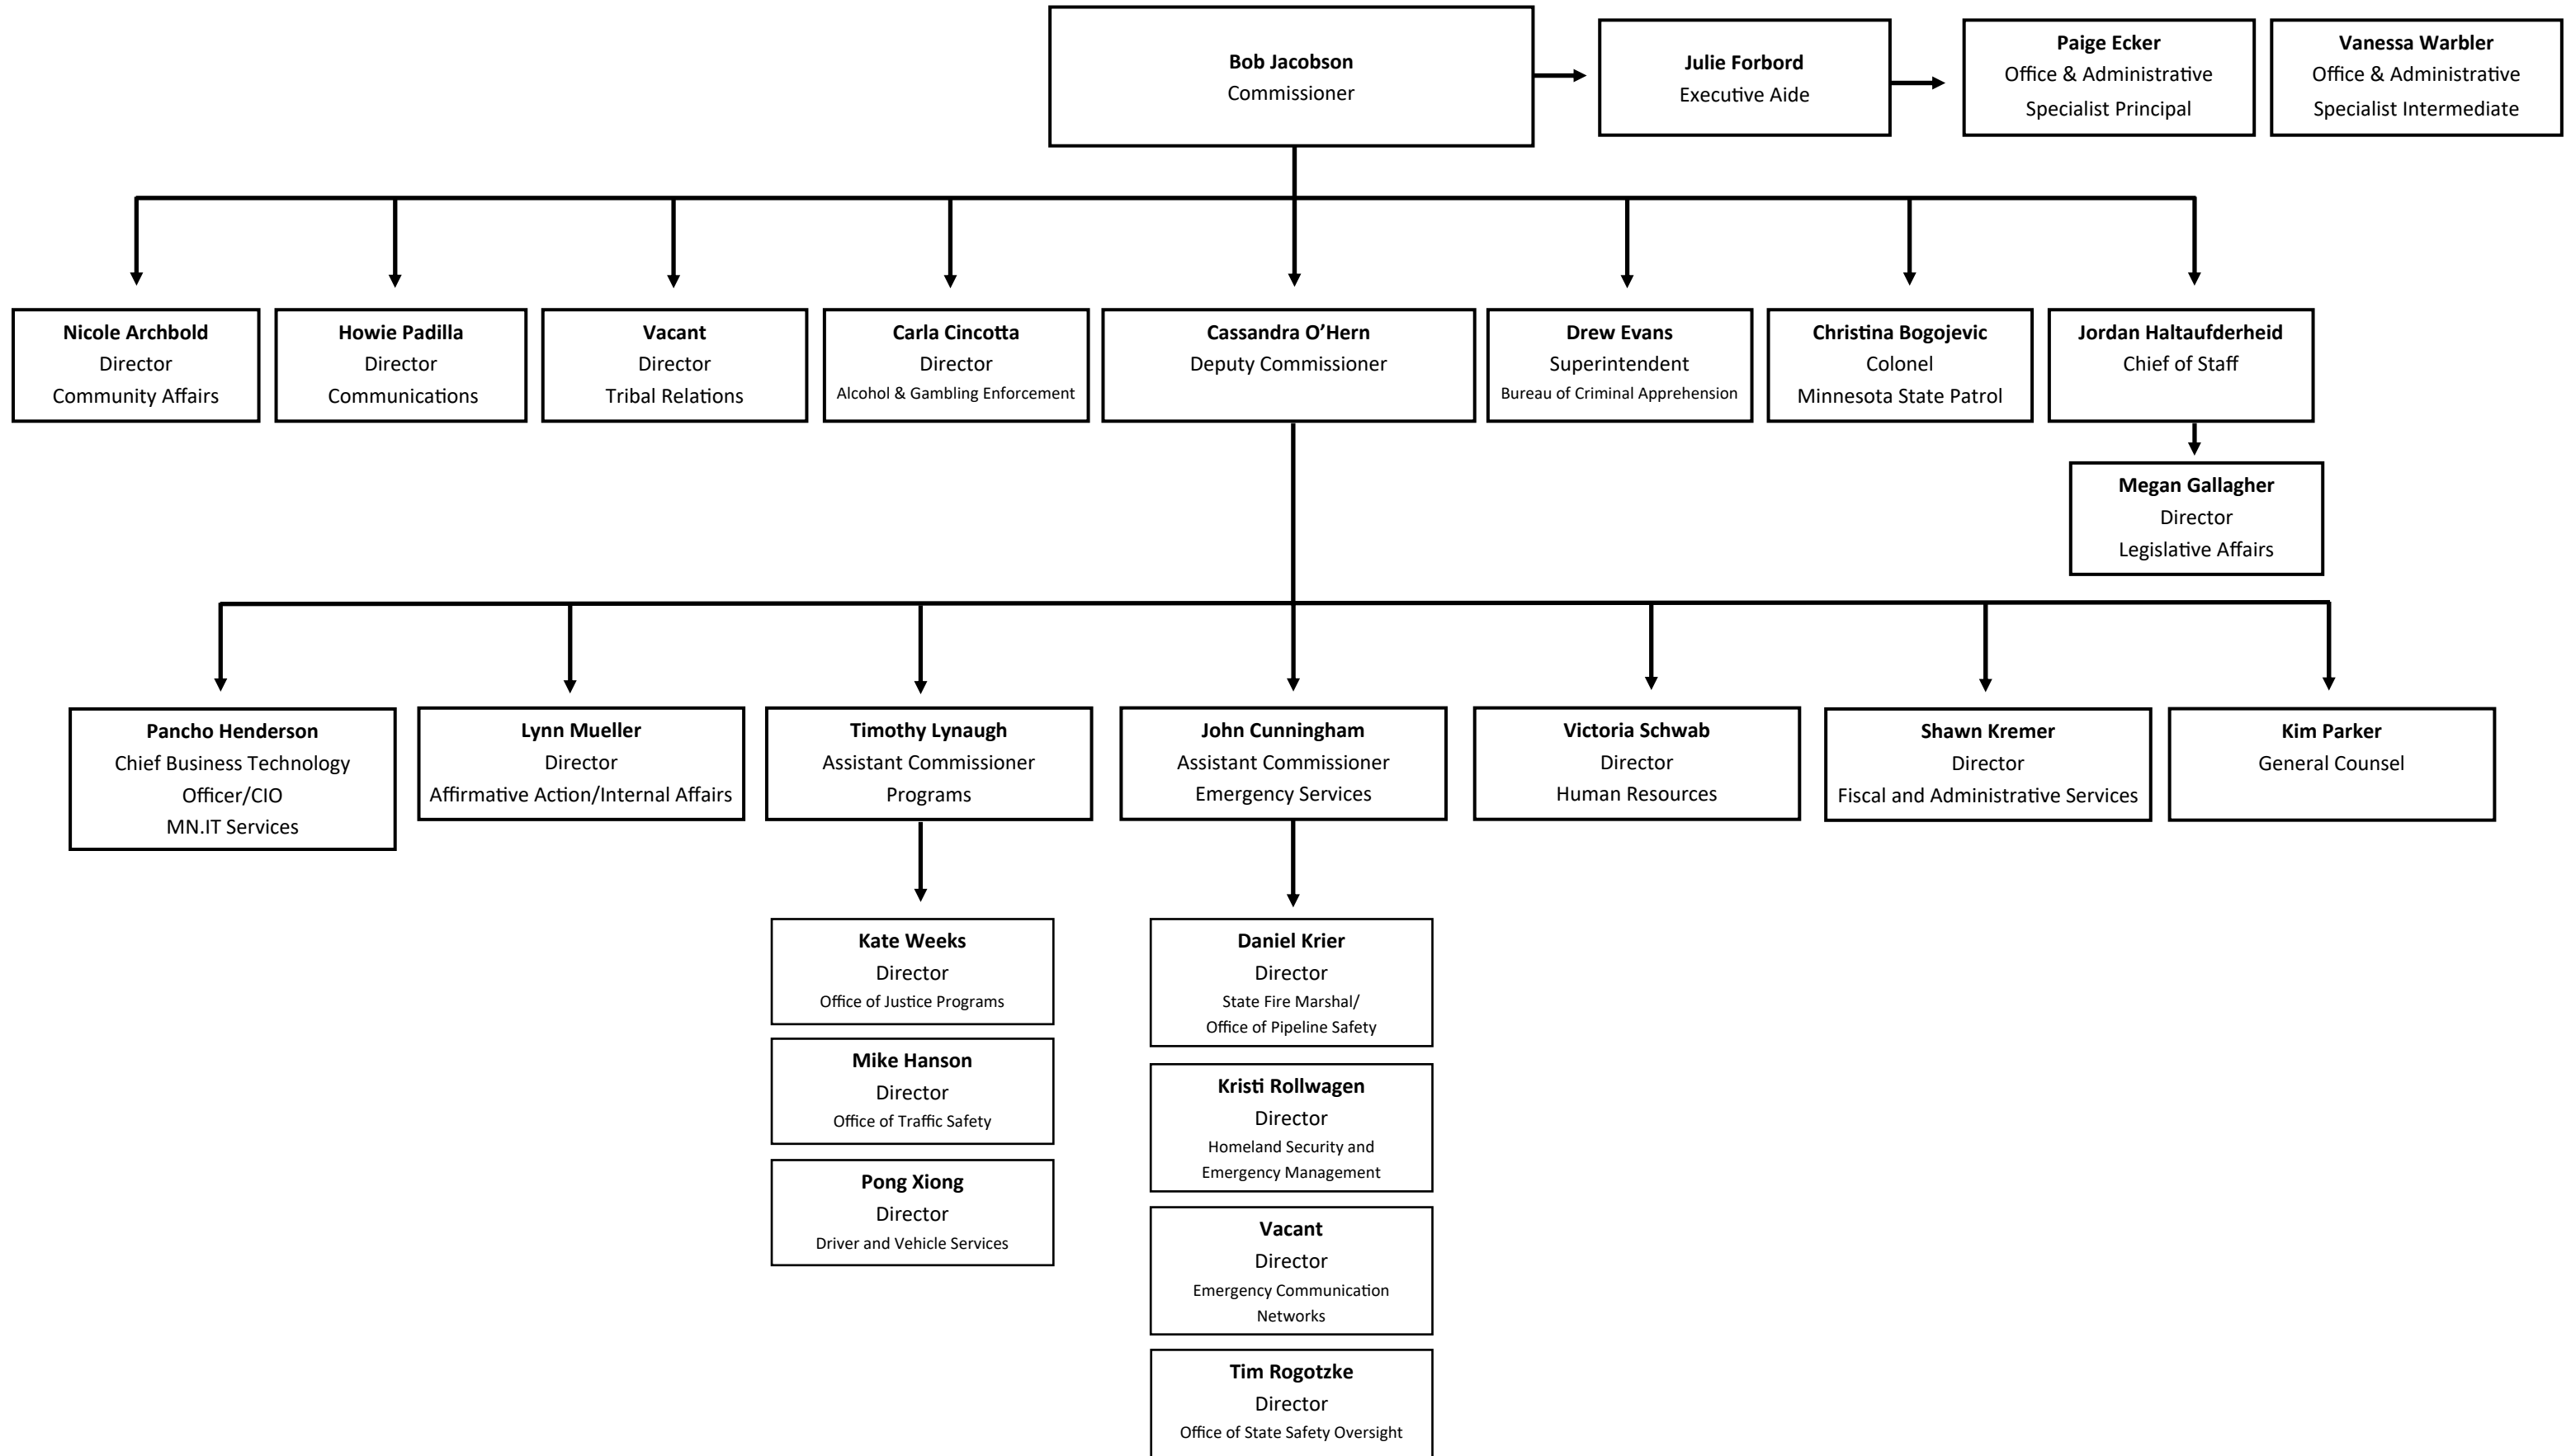 Bob Jacobson
Commissioner
Julie Forbord
Executive Aide
Paige Ecker
Office & Administrative
Specialist Principal
Vanessa Warbler
Office & Administrative
Specialist Intermediate
Nicole Archbold
Director
Community Affairs
Howie Padilla
Director
Communications
Vacant
Director
Tribal Relations
Carla Cincotta
Director
Alcohol & Gambling Enforcement
Cassandra O’Hern
Deputy Commissioner
Drew Evans
Superintendent
Bureau of Criminal Apprehension
Christina Bogojevic
Colonel
Minnesota State Patrol
Jordan Haltaufderheid
Chief of Staff
Megan Gallagher
Director
Legislative Affairs
Pancho Henderson
Chief Business Technology
Officer/CIO
MN.IT Services
Lynn Mueller
Director
Affirmative Action/Internal Affairs
Timothy Lynaugh
Assistant Commissioner
Programs
John Cunningham
Assistant Commissioner
Emergency Services
Victoria Schwab
Director
Human Resources
Shawn Kremer
Director
Fiscal and Administrative Services
Kim Parker
General Counsel
Kate Weeks
Director
Office of Justice Programs
Mike Hanson
Director
Office of Traffic Safety
Pong Xiong
Director
Driver and Vehicle Services
Daniel Krier
Director
State Fire Marshal/
Office of Pipeline Safety
Kristi Rollwagen
Director
Homeland Security and
Emergency Management
Vacant
Director
Emergency Communication
Networks
Tim Rogotzke
Director
Office of State Safety Oversight